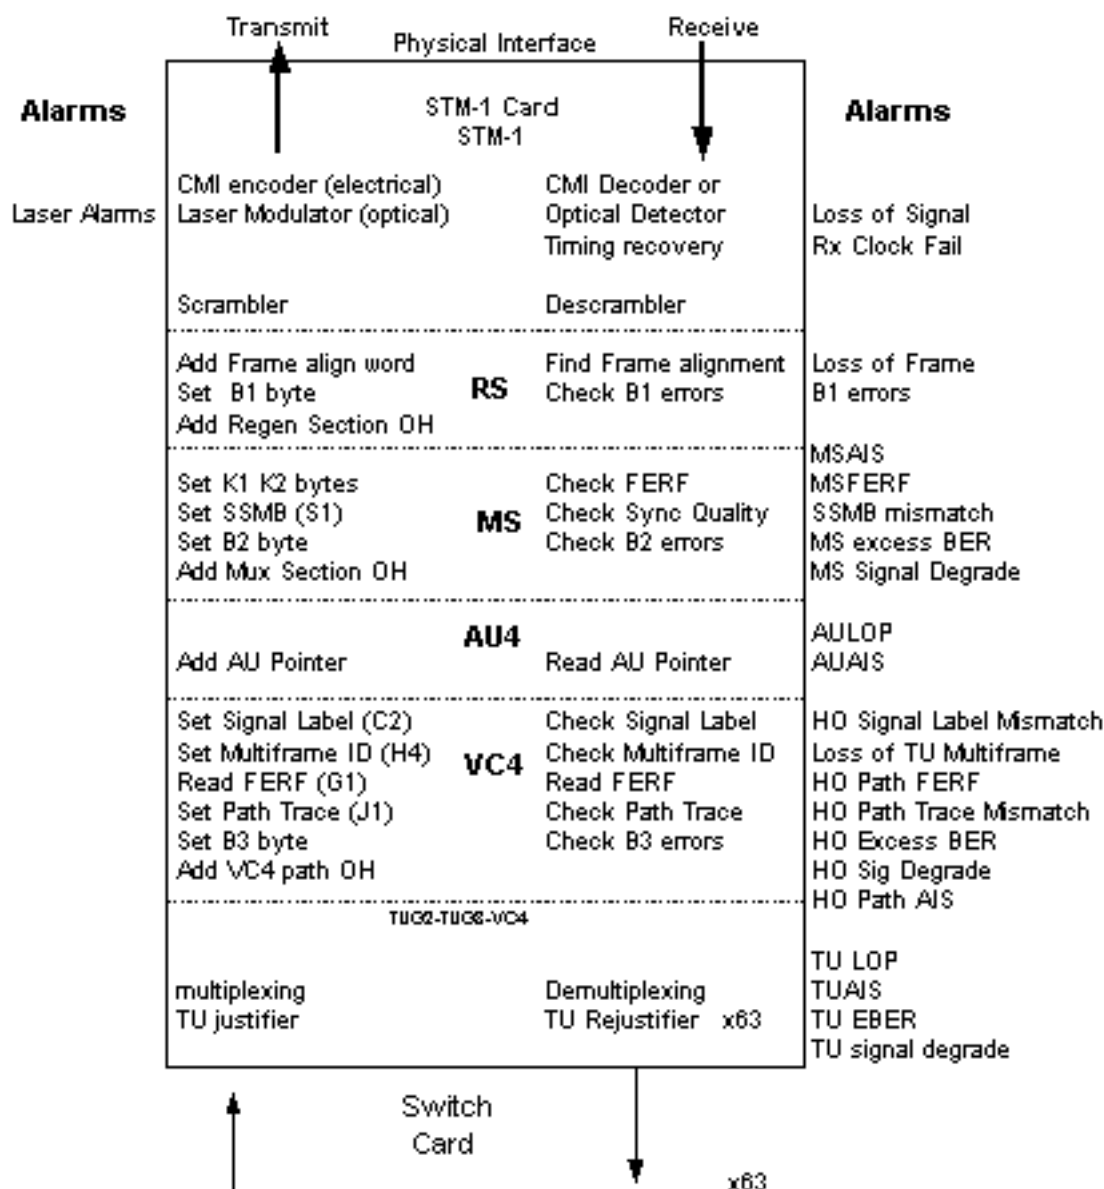 Transmit
Physical Interface
Receive
Alarms
STM-1 Card
STM-1
Alarms
CMI encoder (electrical)
CMI Decoder or
Laser Alarms
Laser Modulator (optical)
Optical Detector
Loss of Signal
Timing recovery
Rx Clock Fail
Scrambler
Descrambler
Add Frame align word
Find Frame alignment
Loss of Frame
Set B1 byte
RS
Check B1 errors
B1 errors
Add Regen Section OH
MSAIS
Set K1 K2 bytes
Check FERF
MSFERF
Set SSMB (S1)
MS
Check Sync Quality
SSMB mismatch
Set B2 byte
Check B2 errors
MS excess BER
Add Mux Section OH
MS Signal Degrade
AU4
AULOP
Add AU Pointer
Read AU Pointer
AUAIS
Set Signal Label (C2)
Check Signal Label
HO Signal Label Mismatch
Set Multiframe ID (H4)
VC4
Check Multiframe ID
Loss of TU Multiframe
Read FERF (G1)
Read FERF
HO Path FERF
Set Path Trace (J1)
Check Path Trace
HO Path Trace Mismatch
Set B3 byte
Check B3 errors
HO Excess BER
Add VC4 path OH
HO Sig Degrade
HO Path AIS
TUG2-TUG3-VC4
TU LOP
multiplexing
Demultiplexing
TUAIS
TU justifier
TU Rejustifier x63
TU EBER
TU signal degrade
Switch
Card
x63